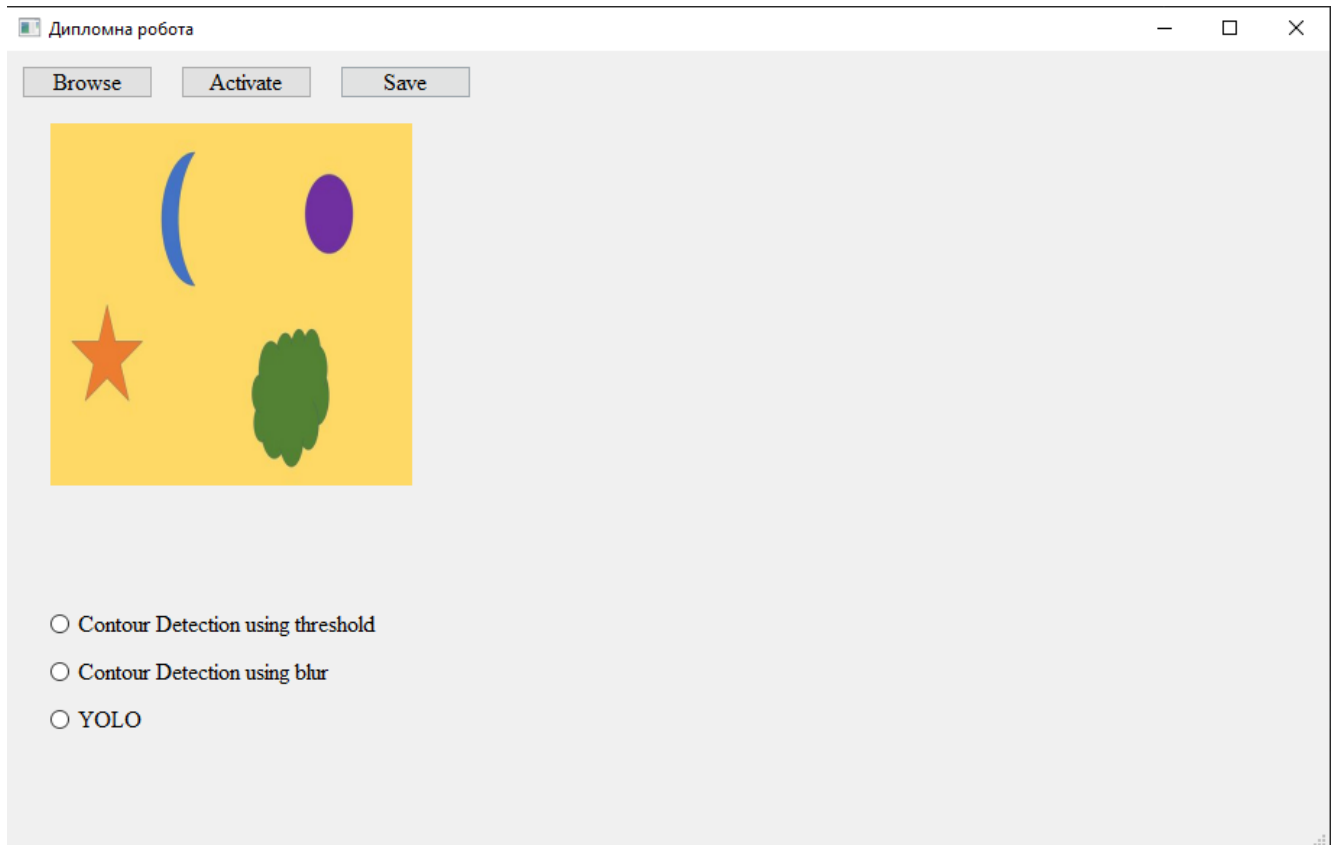 Дипломна робота
Browse Activate Save
Contour Detection using threshold
Contour Detection using blur
YOLO